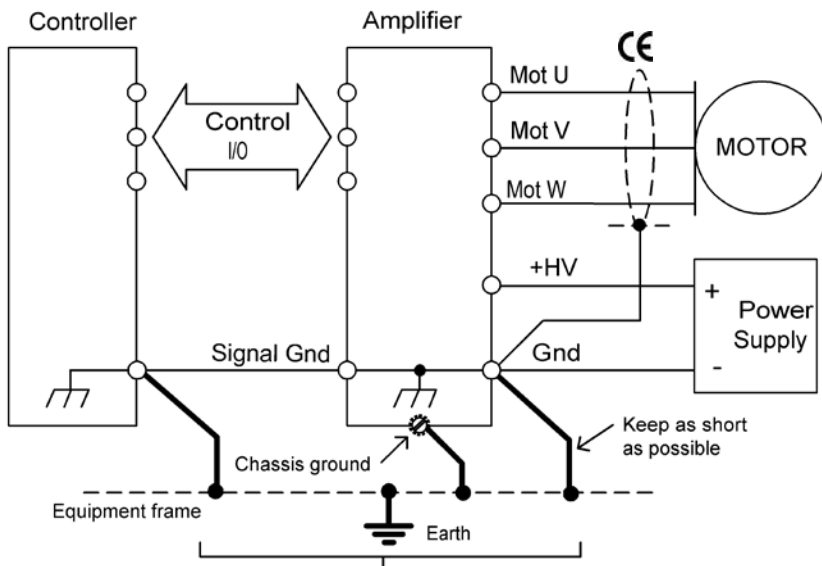 Controller
Amplifier
CE
Mot U
Mot V
Mot W
Control
I/O
MOTOR
+HV
+
Power
Supply
-
Signal Gnd
Gnd
Chassis ground
Keep as short
as possible
Equipment frame
Earth